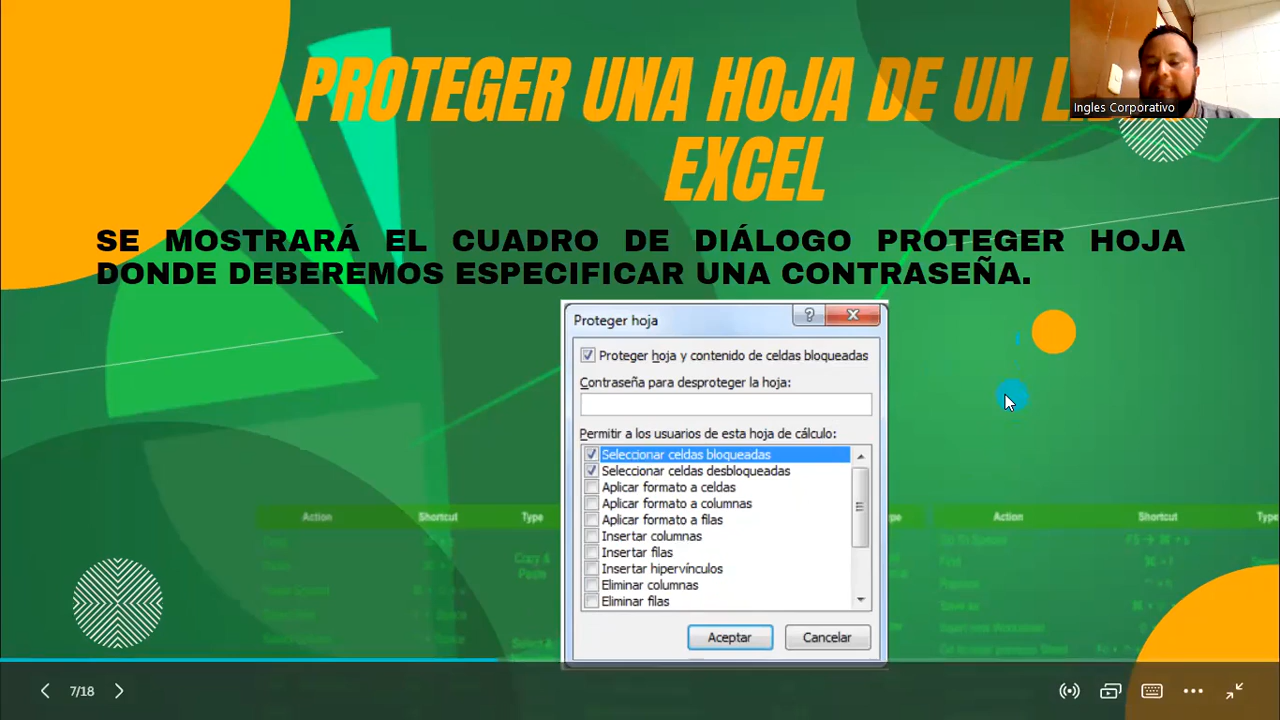 PROTEGER UNA HOJA DE UN
EXCEL
Ingles Corporativo
SE MOSTRARÁ EL CUADRO DE DIÁLOGO PROTEGER HOJA
DONDE DEBEREMOS ESPECIFICAR UNA CONTRASEÑA.
Proteger hoja
?
Proteger hoja y contenido de celdas bloqueadas
Contraseña para desproteger la hoja:
Permitir a los usuarios de esta hoja de cálculo:
Seleccionar celdas bloqueadas
Seleccionar celdas desbloqueadas
Aplicar formato a celdas
Aplicar formato a columnas
Aplicar formato a filas
Insertar columnas
Insertar filas
Insertar hipervínculos
Eliminar columnas
Eliminar filas
Aceptar Cancelar
Action Shortcut Type
Action Shortcut
7/18